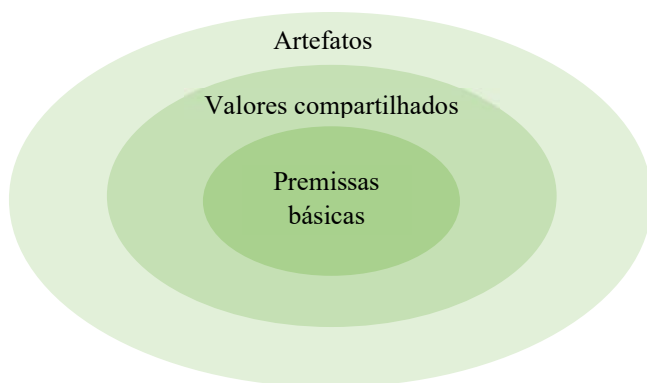 Artefatos
Valores compartilhados
Premissas
básicas